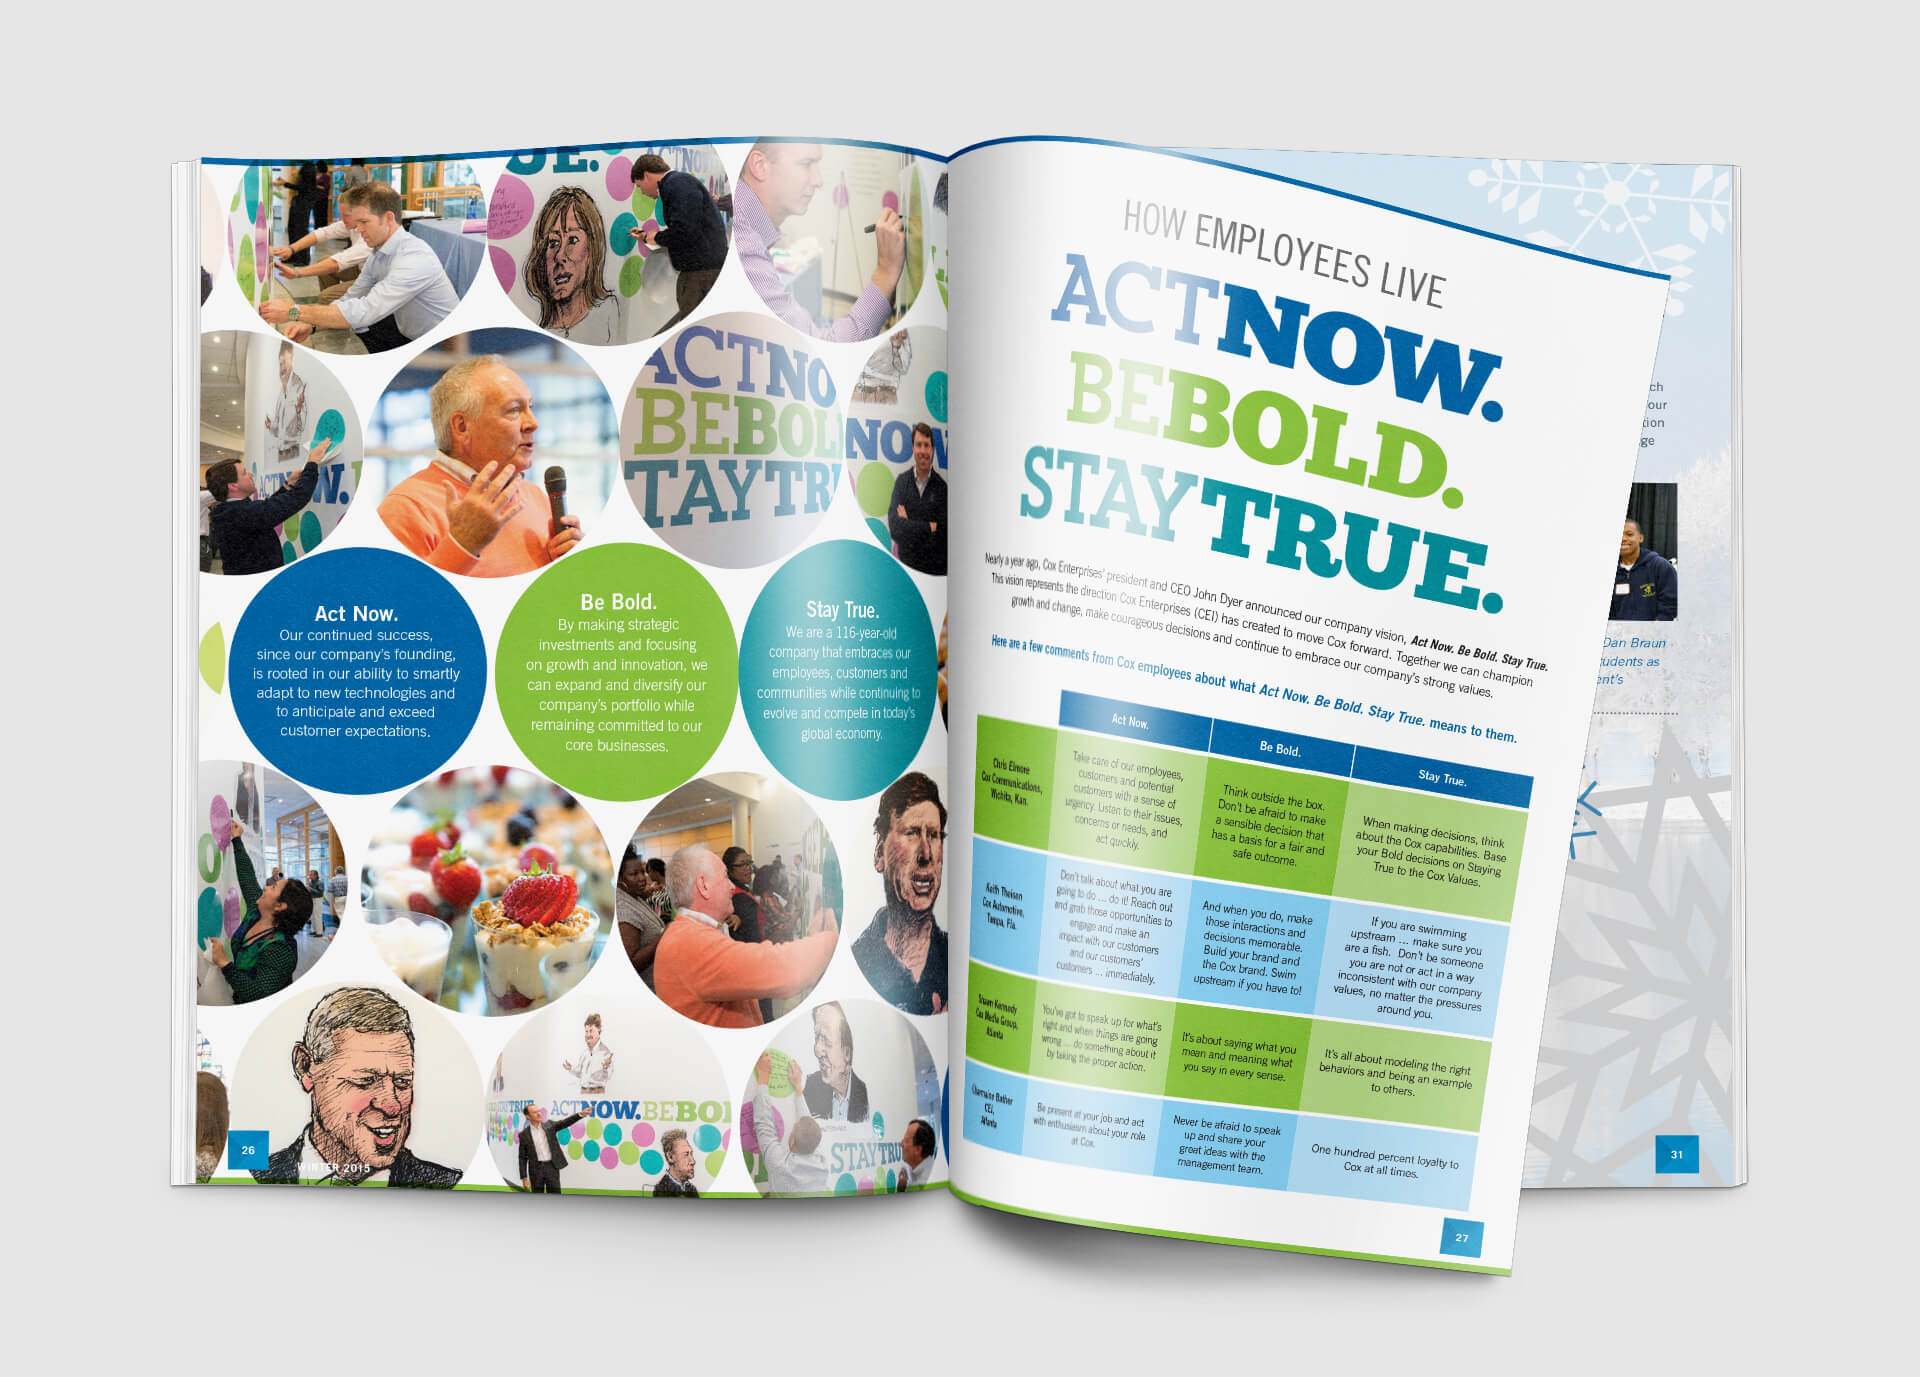 UE.
ACTNOW
ACTNO
BEBOL
TAYTR
NOW
NOW.
Act Now.
Our continued success,
since our company's founding,
is rooted in our ability to smartly
adapt to new technologies and
to anticipate and exceed
customer expectations.
Be Bold.
By making strategic
investments and focusing
on growth and innovation, we
can expand and diversify our
company's portfolio while
remaining committed to our
core businesses.
Stay True.
We are a 116-year-old
company that embraces our
employees, customers and
communities while continuing to
evolve and compete in today's
global economy.
ACTNOW.BEBOL
STAYTRU
26
WINTER 2015
HOW EMPLOYEES LIVE
ACTNOW.
BEBOLD.
STAYTRUE.
Nearly a year ago, Cox Enterprises' president and CEO John Dyer announced our company vision, Act Now. Be Bold. Stay True.
This vision represents the direction Cox Enterprises (CEI) has created to move Cox forward. Together we can champion
growth and change, make courageous decisions and continue to embrace our company's strong values.
Here are a few comments from Cox employees about what Act Now. Be Bold. Stay True. means to them.
Act Now.
Be Bold.
Stay True.
Chris Elmore
Cox Communications,
Wichita, Kan.
Take care of our employees,
customers and potential
customers with a sense of
urgency. Listen to their issues,
concerns or needs, and
act quickly.
Think outside the box.
Don't be afraid to make
a sensible decision that
has a basis for a fair and
safe outcome.
When making decisions, think
about the Cox capabilities. Base
your Bold decisions on Staying
True to the Cox Values.
Keith Theisen
Cox Automotive,
Tampa, Fla.
Don't talk about what you are
going to do ... do it! Reach out
and grab those opportunities to
engage and make an
impact with our customers
and our customers'
customers ... immediately.
And when you do, make
those interactions and
decisions memorable.
Build your brand and
the Cox brand. Swim
upstream if you have to!
If you are swimming
upstream ... make sure you
are a fish. Don't be someone
you are not or act in a way
inconsistent with our company
values, no matter the pressures
around you.
Shawn Kennedy
Cox Media Group,
Atlanta
You've got to speak up for what's
right and when things are going
wrong ... do something about it
by taking the proper action.
It's about saying what you
mean and meaning what
you say in every sense.
It's all about modeling the right
behaviors and being an example
to others.
Charmaine Bather
CEI,
Atlanta
Be present at your job and act
with enthusiasm about your role
at Cox.
Never be afraid to speak
up and share your
great ideas with the
management team.
One hundred percent loyalty to
Cox at all times.
27
ch
our
tion
ge
Dan Braun
tudents as
ent's
31